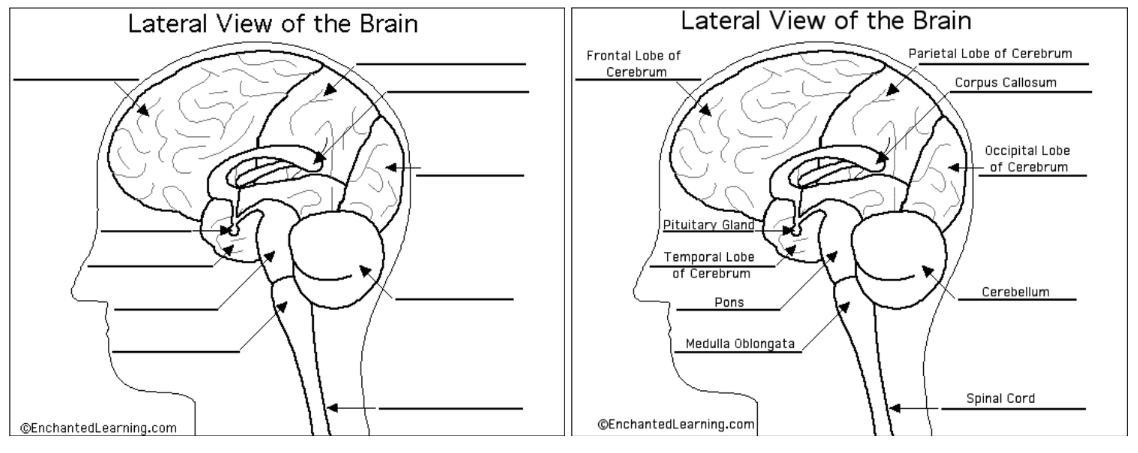 Lateral View of the Brain
©EnchantedLearning.com
Lateral View of the Brain
Frontal Lobe of
Cerebrum
Parietal Lobe of Cerebrum
Corpus Callosum
Occipital Lobe
of Cerebrum
Pituitary Gland
Temporal Lobe
of Cerebrum
Cerebellum
Pons
Medulla Oblongata
Spinal Cord
©EnchantedLearning.com